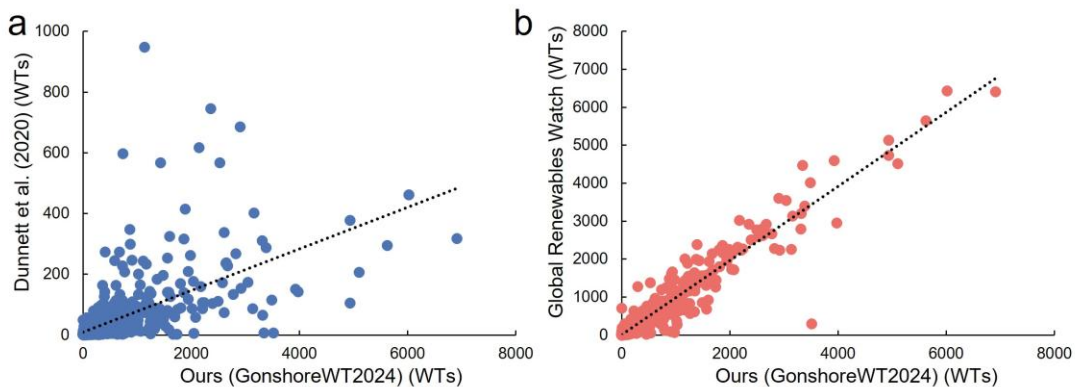 a
Dunnett et al. (2020) (WTs)
1000
800
600
400
200
0
0 2000 4000 6000 8000
Ours (GonshoreWT2024) (WTs)
b
Global Renewables Watch (WTs)
8000
7000
6000
5000
4000
3000
2000
1000
0
0 2000 4000 6000 8000
Ours (GonshoreWT2024) (WTs)